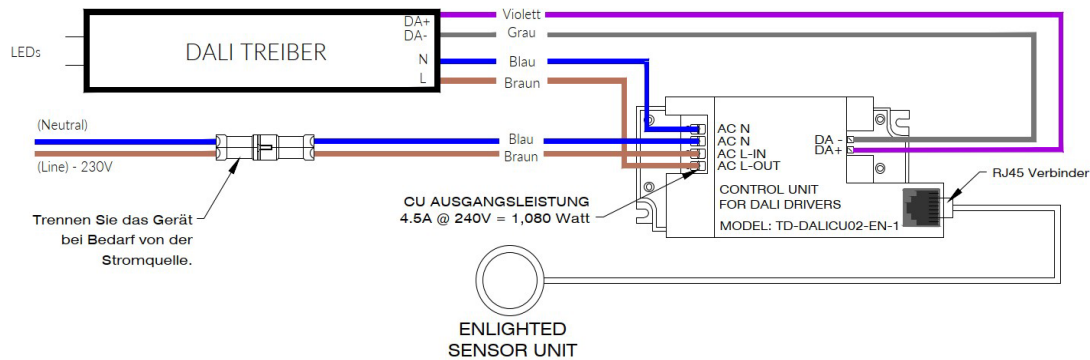 LEDs
DALI TREIBER
DA+
DA-
N
L
Violett
Grau
Blau
Braun
(Neutral)
(Line) - 230V
Blau
Braun
Trennen Sie das Gerät
bei Bedarf von der
Stromquelle.
CU AUSGANGSLEISTUNG
4.5A @ 240V = 1,080 Watt
AC N
AC N
AC L-IN
AC L-OUT
DA -
DA+
CONTROL UNIT
FOR DALI DRIVERS
MODEL: TD-DALICU02-EN-1
RJ45 Verbinder
ENLIGHTED
SENSOR UNIT